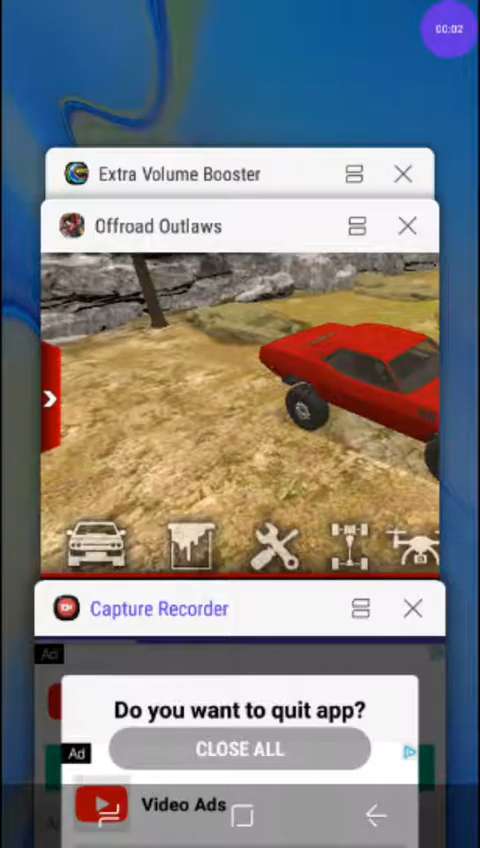 00:02
Extra Volume Booster
Offroad Outlaws
Capture Recorder
Ad
Do you want to quit app?
Ad
CLOSE ALL
Video Ads